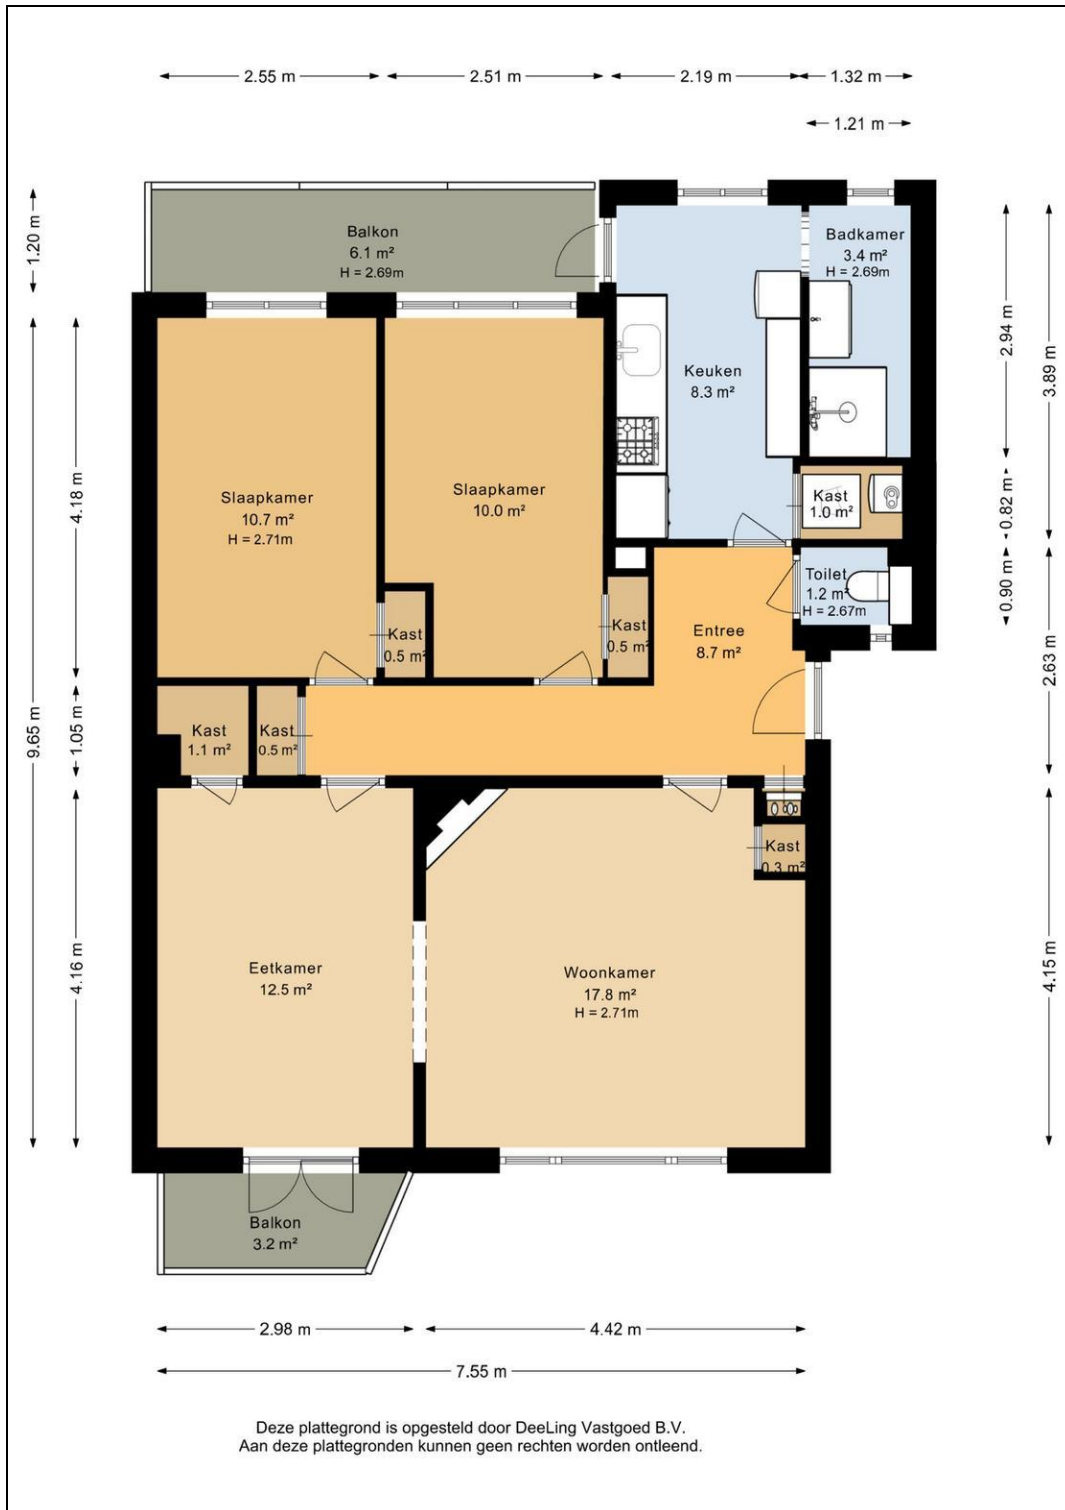 2.55 m
2.51 m
2.19 m
1.32 m
1.21 m
1.20 m
9.65 m
4.18 m
1.05 m
4.16 m
2.94 m
0.82 m
0.90 m
3.89 m
2.63 m
4.15 m
Balkon
6.1 m²
H = 2.69m
Badkamer
3.4 m²
H = 2.69m
Keuken
8.3 m²
Slaapkamer
10.7 m²
H = 2.71m
Slaapkamer
10.0 m²
Kast
1.0 m²
Toilet
1.2 m²
H = 2.67m
Kast
0.5 m²
Kast
0.5 m²
Entree
8.7 m²
Kast
1.1 m²
Kast
0.5 m²
Kast
0.3 m²
Eetkamer
12.5 m²
Woonkamer
17.8 m²
H = 2.71m
Balkon
3.2 m²
2.98 m
4.42 m
7.55 m
Deze plattegrond is opgesteld door DeeLing Vastgoed B.V.
Aan deze plattegronden kunnen geen rechten worden ontleend.